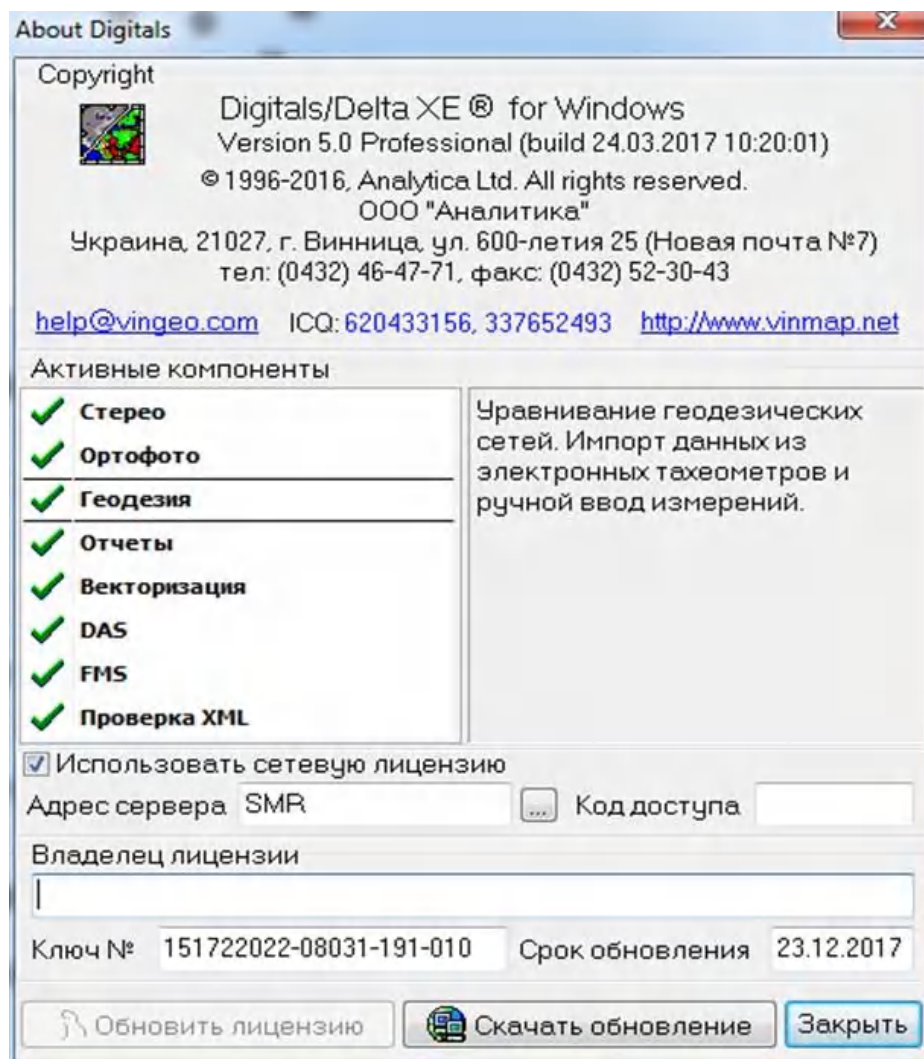 About Digitals
Copyright
Digitals/Delta XE ® for Windows
Version 5.0 Professional (build 24.03.2017 10:20:01)
© 1996-2016, Analytica Ltd. All rights reserved.
ООО "Аналитика"
Украина, 21027, г. Винница, ул. 600-летия 25 (Новая почта №7)
тел: (0432) 46-47-71, факс: (0432) 52-30-43
help@vingeo.com ICQ: 620433156, 337652493 http://www.vinmap.net
Активные компоненты
Стерео
Ортофото
Геодезия
Отчеты
Векторизация
DAS
FMS
Проверка XML
Уравнивание геодезических
сетей. Импорт данных из
электронных тахеометров и
ручной ввод измерений.
Использовать сетевую лицензию
Адрес сервера SMR ... Код доступа
Владелец лицензии
Ключ № 151722022-08031-191-010 Срок обновления 23.12.2017
Обновить лицензию Скачать обновление Закрыть